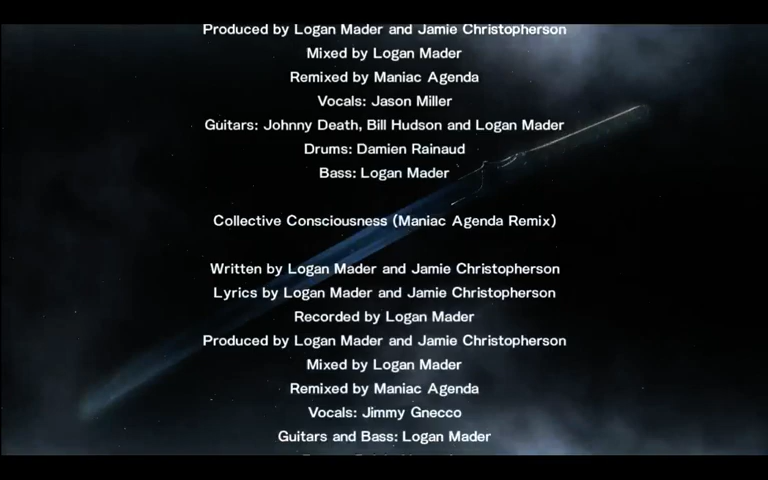 Produced by Logan Mader and Jamie Christopherson
Mixed by Logan Mader
Remixed by Maniac Agenda
Vocals: Jason Miller
Guitars: Johnny Death, Bill Hudson and Logan Mader
Drums: Damien Rainaud
Bass: Logan Mader
Collective Consciousness (Maniac Agenda Remix)
Written by Logan Mader and Jamie Christopherson
Lyrics by Logan Mader and Jamie Christopherson
Recorded by Logan Mader
Produced by Logan Mader and Jamie Christopherson
Mixed by Logan Mader
Remixed by Maniac Agenda
Vocals: Jimmy Gnecco
Guitars and Bass: Logan Mader